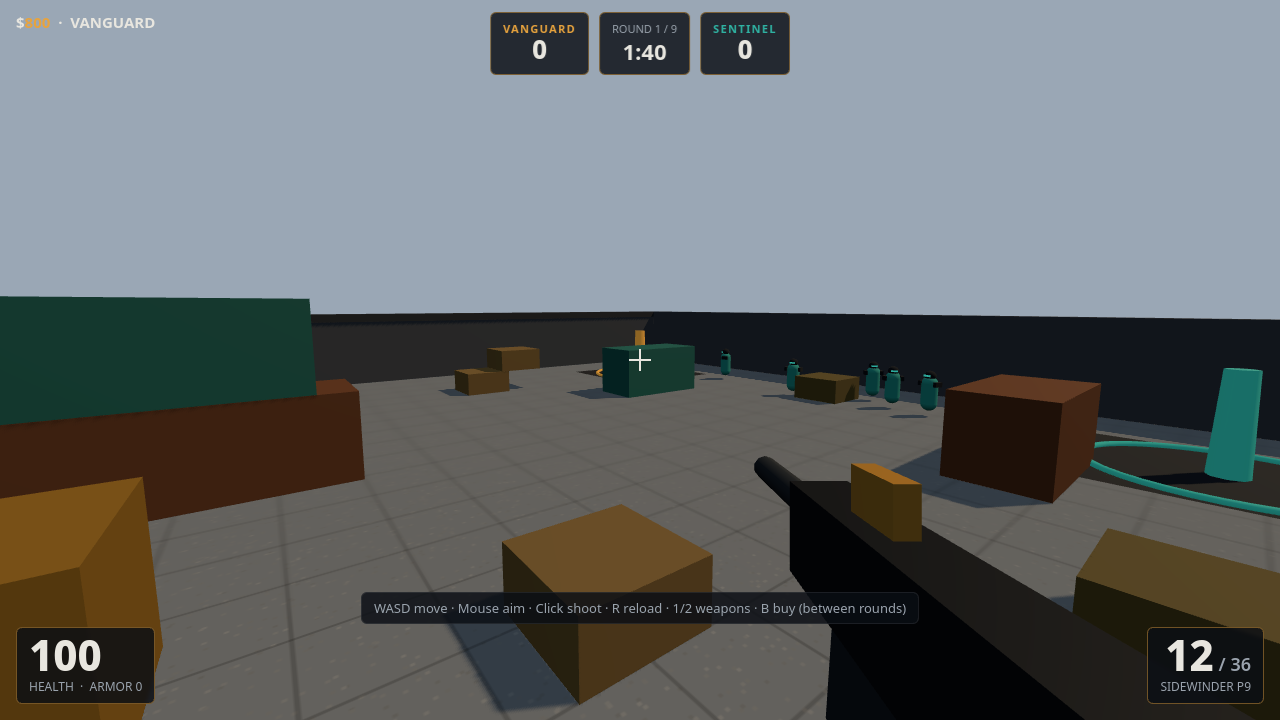 $800 · VANGUARD
VANGUARD
0
ROUND 1 / 9
1:40
SENTINEL
0
WASD move · Mouse aim · Click shoot · R reload · 1/2 weapons · B buy (between rounds)
100
HEALTH · ARMOR 0
12 / 36
SIDEWINDER P9